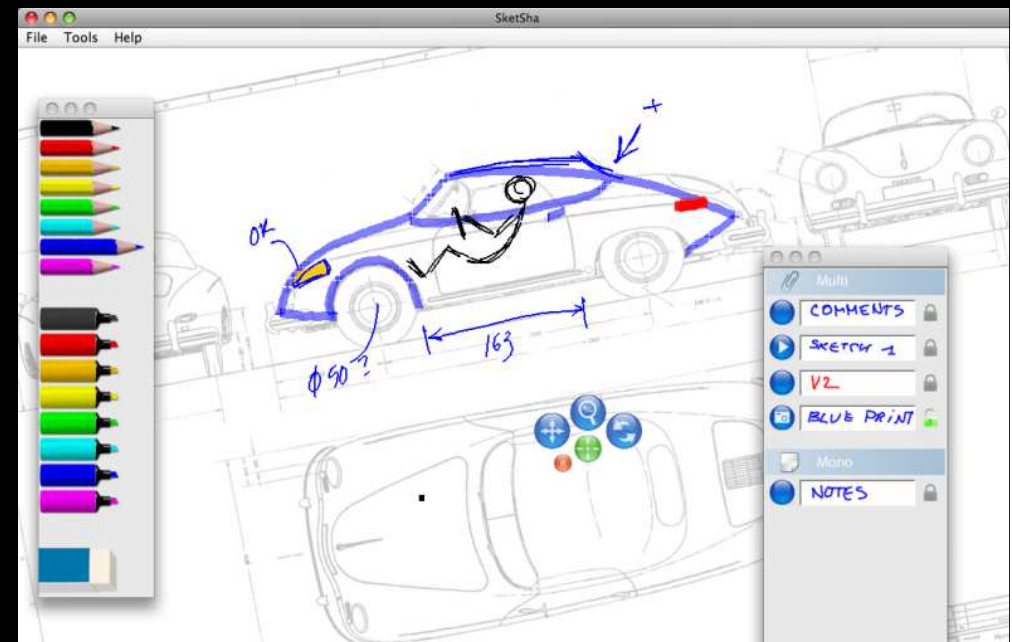 SketSha
File Tools Help
+
OK
163
φ 50 ?
Multi
COMMENTS
SKETCH 1
V2
BLUE PRINT
Mono
NOTES